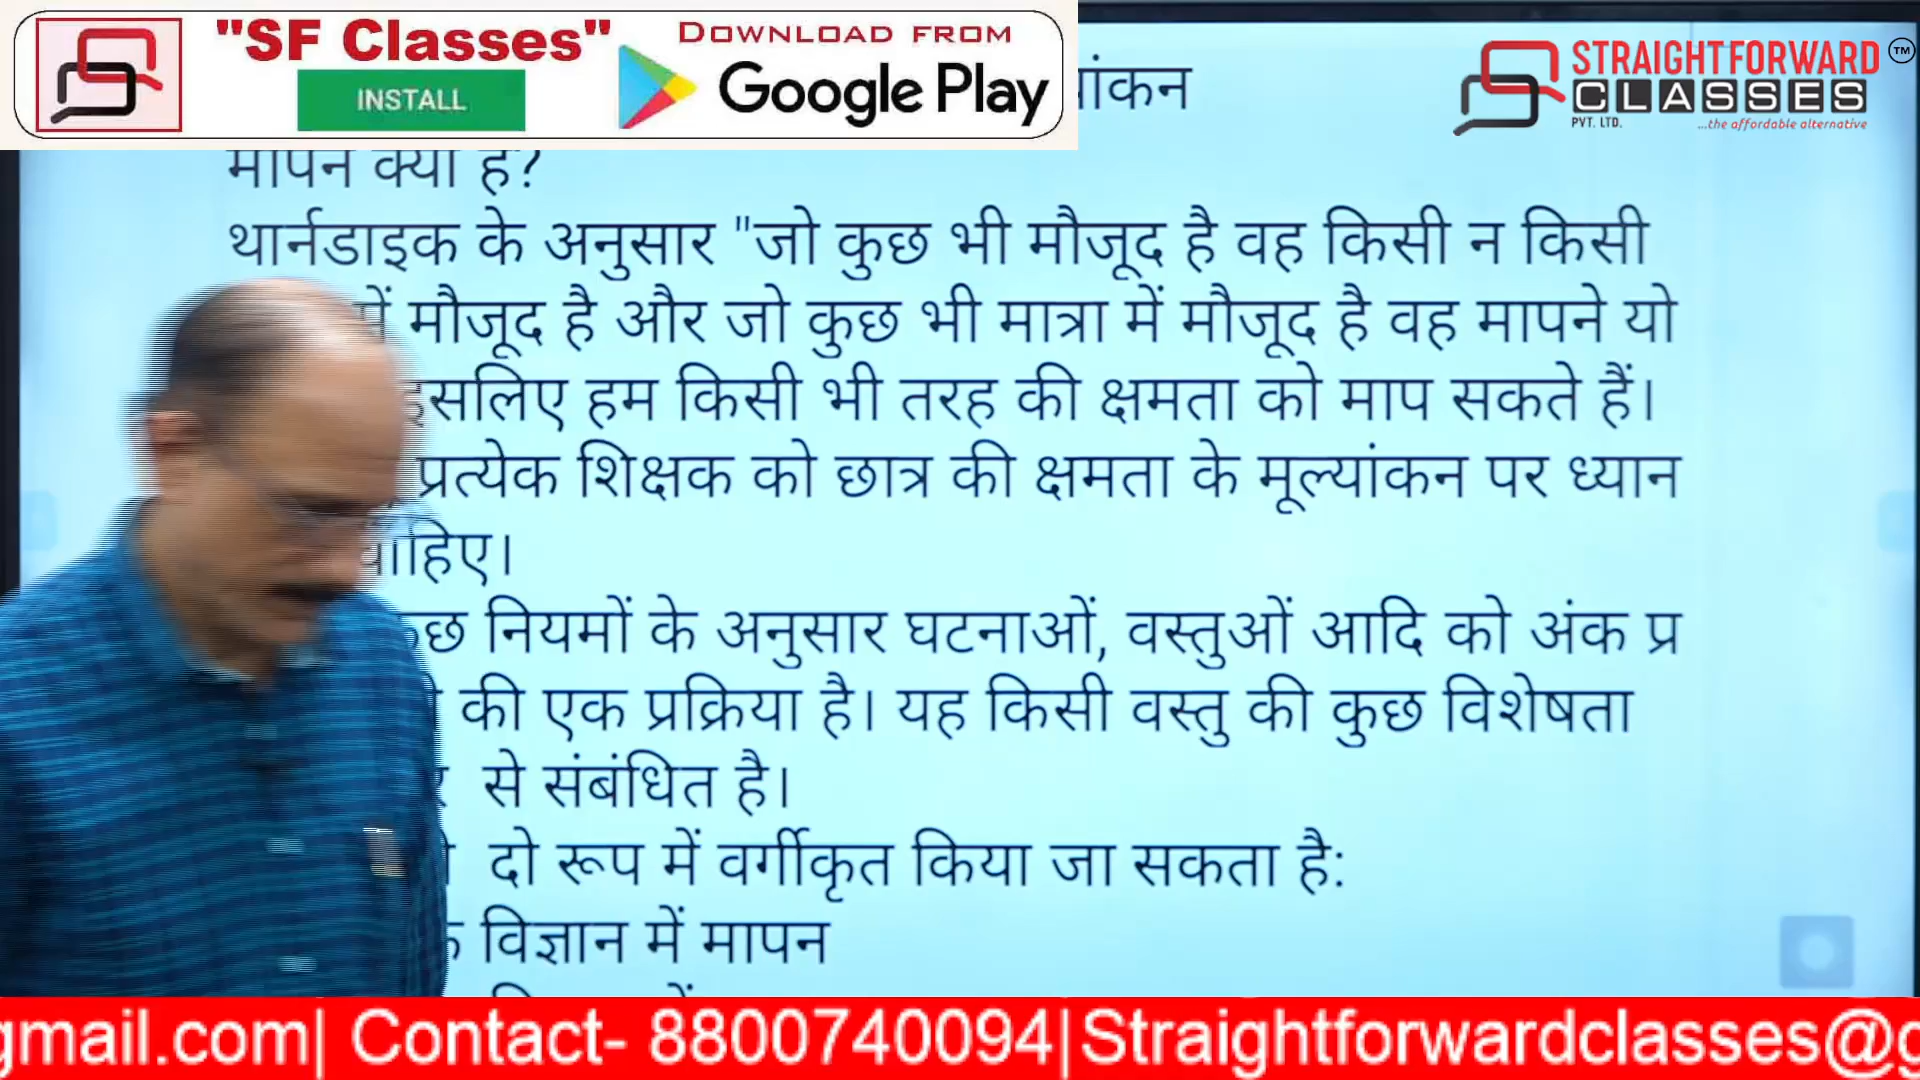 "SF Classes"
INSTALL
DOWNLOAD FROM
Google Play
STRAIGHTFORWARD TM
CLASSES
PVT. LTD.
...the affordable alternative
मापन क्या है?
थार्नडाइक के अनुसार "जो कुछ भी मौजूद है वह किसी न किसी
में मौजूद है और जो कुछ भी मात्रा में मौजूद है वह मापने यो
इसलिए हम किसी भी तरह की क्षमता को माप सकते हैं।
प्रत्येक शिक्षक को छात्र की क्षमता के मूल्यांकन पर ध्यान
चाहिए।
नियमों के अनुसार घटनाओं, वस्तुओं आदि को अंक प्र
की एक प्रक्रिया है। यह किसी वस्तु की कुछ विशेषता
से संबंधित है।
दो रूप में वर्गीकृत किया जा सकता है:
विज्ञान में मापन
gmail.com| Contact- 8800740094|Straightforwardclasses@g